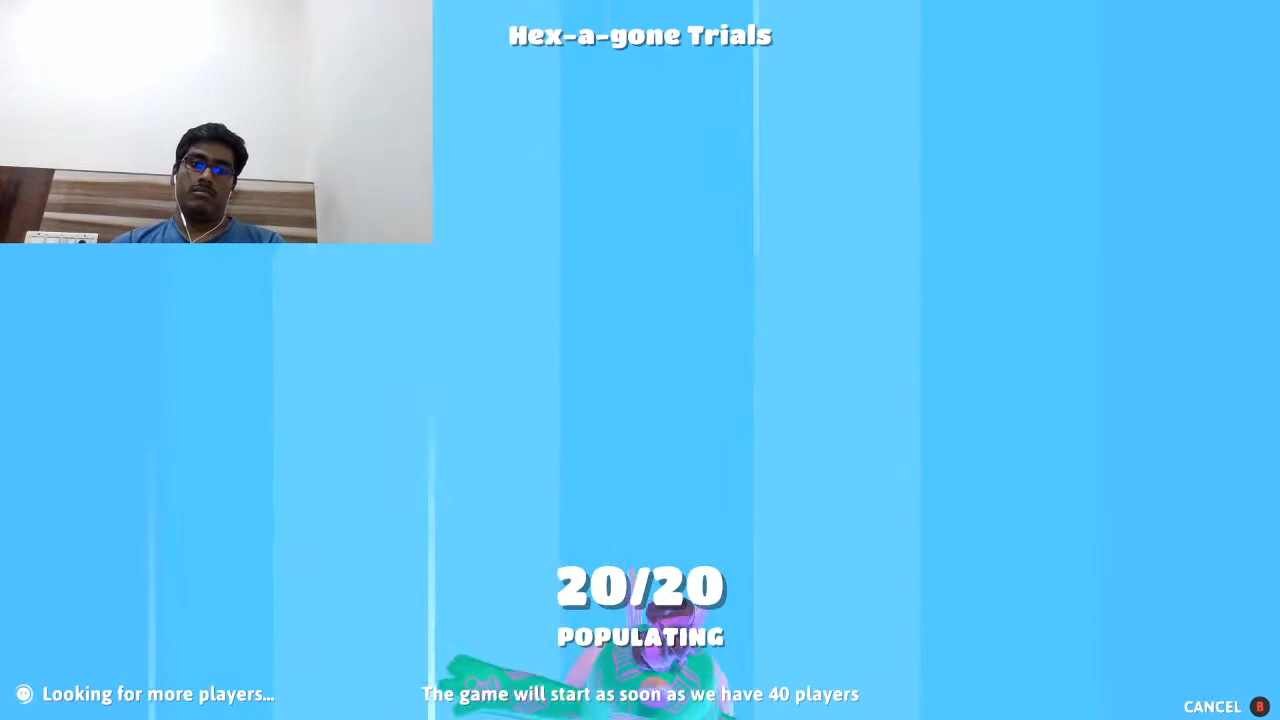 Hex-a-gone Trials
20/20
POPULATING
Looking for more players...
The game will start as soon as we have 40 players
CANCEL B